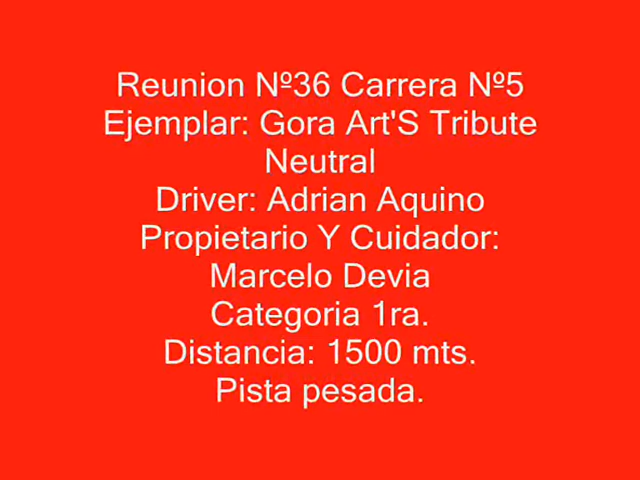 Reunion Nº36 Carrera Nº5
Ejemplar: Gora Art'S Tribute
Neutral
Driver: Adrian Aquino
Propietario Y Cuidador:
Marcelo Devia
Categoria 1ra.
Distancia: 1500 mts.
Pista pesada.